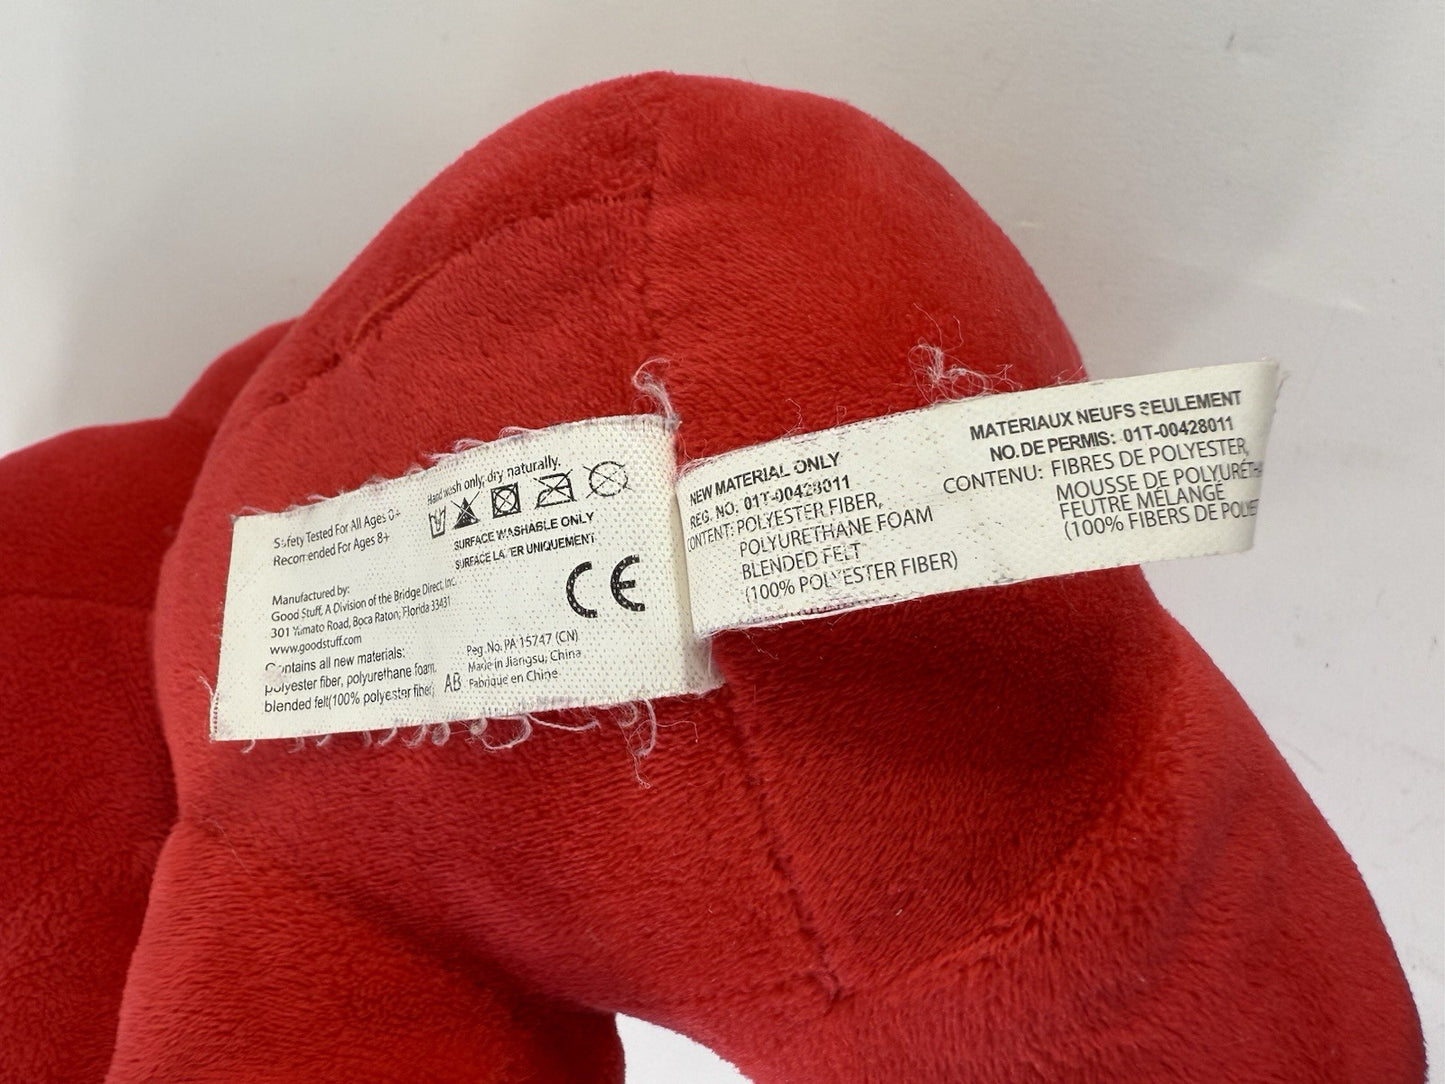 Safety Tested For All Ages 0+
Recommended For Ages 8+
Hand wash only; dry naturally.
SURFACE WASHABLE ONLY
SURFACE LAVER UNIQUEMENT
CE
Manufactured by:
Good Stuff, A Division of the Bridge Direct, Inc.
301 Yamato Road, Boca Raton, Florida 33431
www.goodstuff.com
Contains all new materials:
polyester fiber, polyurethane foam,
blended felt(100% polyester fiber)
AB
Reg.No. PA 15747 (CN)
Made in Jiangsu, China
Fabrique en Chine
NEW MATERIAL ONLY
REG. NO. 01T-00428011
CONTENT: POLYESTER FIBER,
POLYURETHANE FOAM
BLENDED FELT
(100% POLYESTER FIBER)
MATERIAUX NEUFS SEULEMENT
NO. DE PERMIS: 01T-00428011
CONTENU: FIBRES DE POLYESTER,
MOUSSE DE POLYURÉTHA
FEUTRE MÉLANGÉ
(100% FIBERS DE POLYE